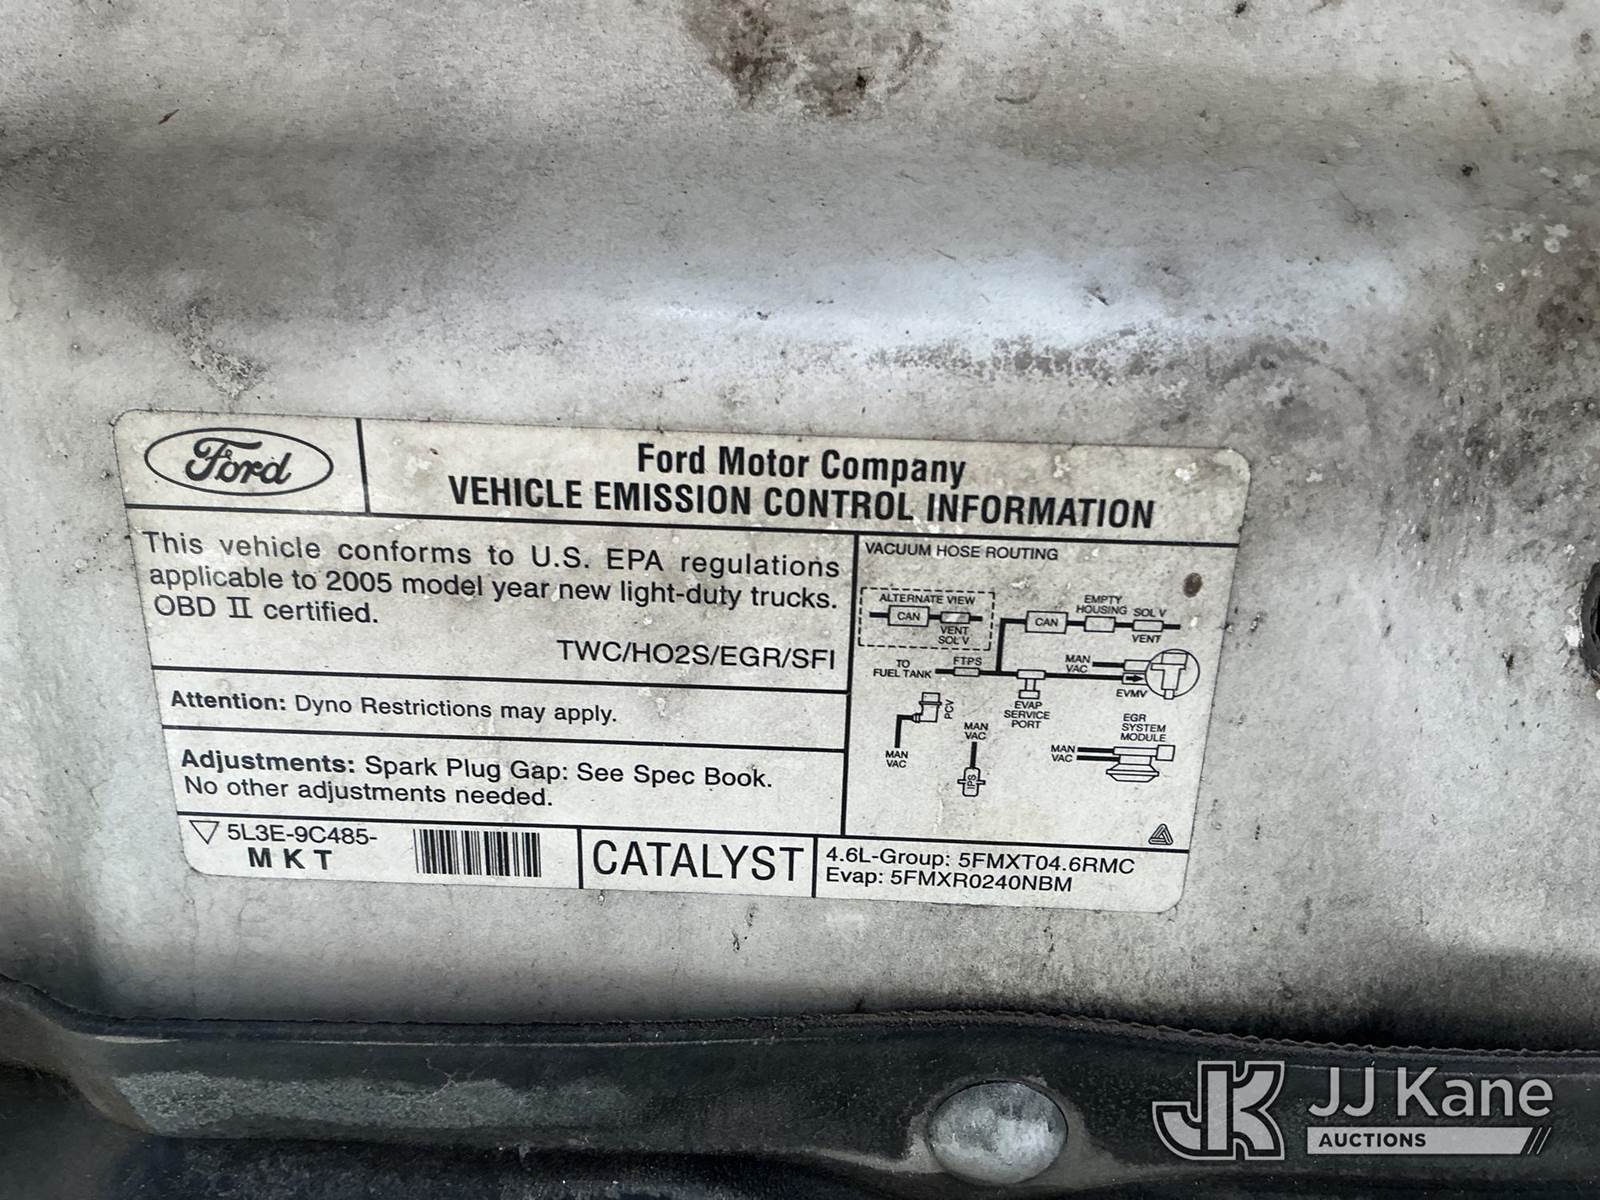 Ford
Ford Motor Company
VEHICLE EMISSION CONTROL INFORMATION
This vehicle conforms to U.S. EPA regulations
applicable to 2005 model year new light-duty trucks.
OBD II certified.
TWC/HO2S/EGR/SFI
Attention: Dyno Restrictions may apply.
Adjustments: Spark Plug Gap: See Spec Book.
No other adjustments needed.
VACUUM HOSE ROUTING
ALTERNATE VIEW
CAN
VENT
SOL V
CAN
EMPTY
HOUSING
SOL V
VENT
TO
FUEL TANK
FTPS
MAN
VAC
EVMV
EVAP
SERVICE
PORT
PCV
MAN
VAC
MAN
VAC
IPS
EGR
SYSTEM
MODULE
MAN
VAC
5L3E-9C485-
MKT
CATALYST
4.6L-Group: 5FMXT04.6RMC
Evap: 5FMXR0240NBM
JK
JJ Kane
AUCTIONS